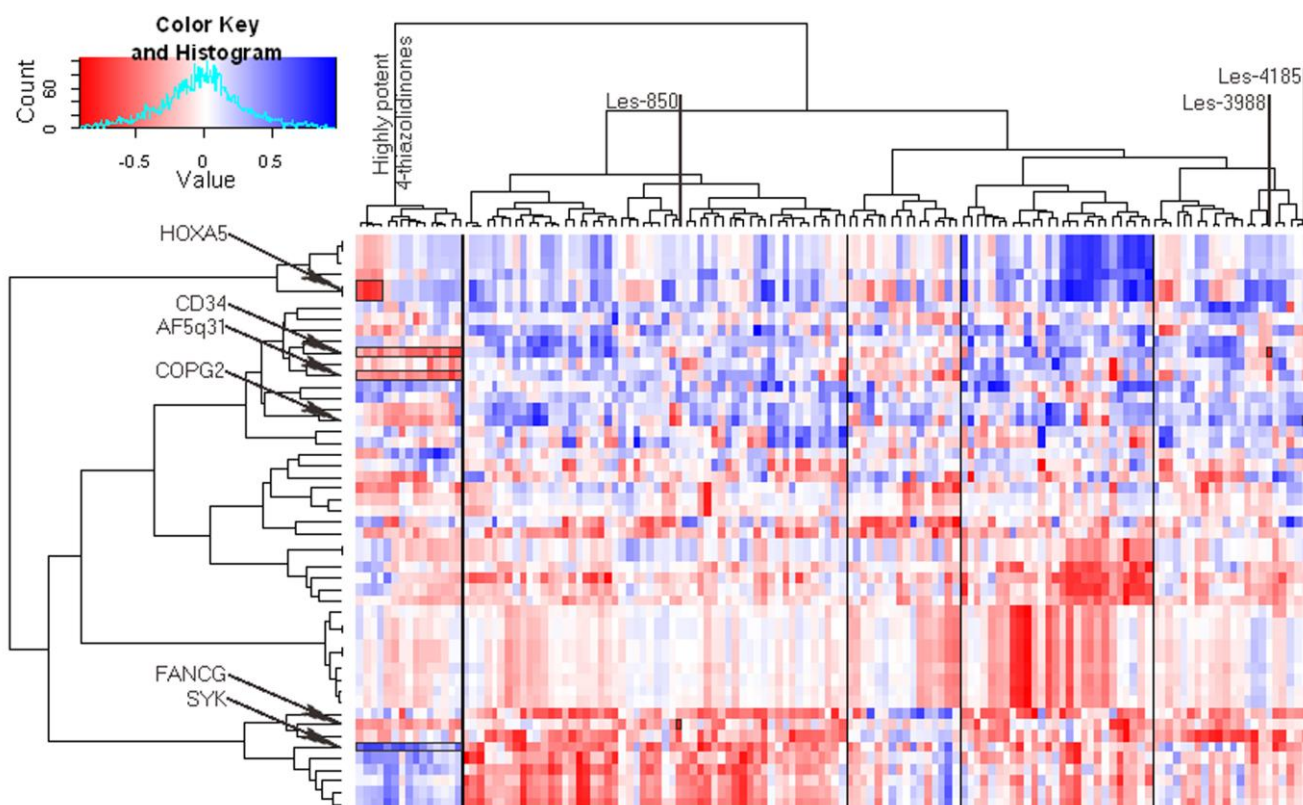 Color Key
and Histogram
Count
0
60
-0.5
0
0.5
Value
Highly potent
4-thiazolidinones
Les-850
Les-4185
Les-3988
HOXA5
CD34
AF5q31
COPG2
FANCG
SYK